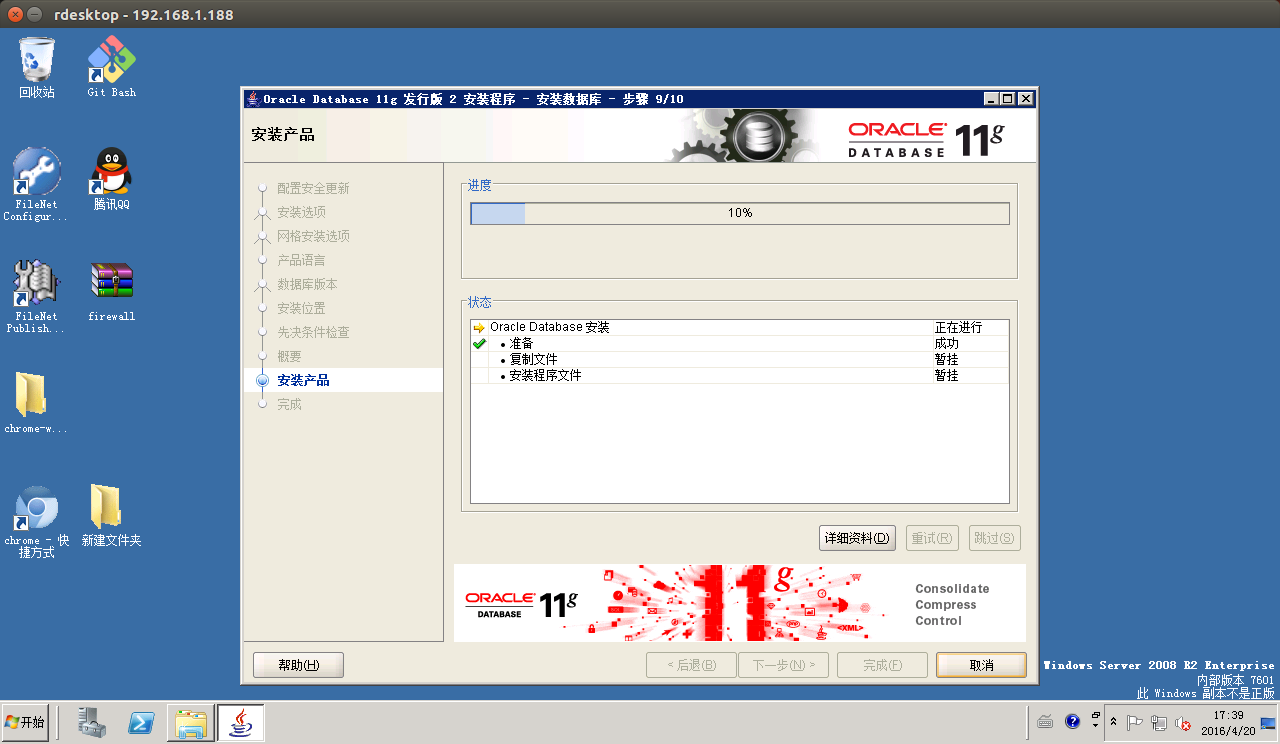 rdesktop - 192.168.1.188
回收站
Git Bash
FileNet
Configur...
腾讯QQ
FileNet
Publish...
firewall
chrome-w...
chrome - 快
捷方式
新建文件夹
Oracle Database 11g 发行版 2 安装程序 - 安装数据库 - 步骤 9/10
安装产品
ORACLE
DATABASE 11g
配置安全更新
安装选项
网格安装选项
产品语言
数据库版本
安装位置
先决条件检查
概要
安装产品
完成
进度
10%
状态
Oracle Database 安装 正在进行
• 准备 成功
• 复制文件 暂挂
• 安装程序文件 暂挂
详细资料(D) 重试(R) 跳过(S)
ORACLE
DATABASE 11g
11g
<XML>
Consolidate
Compress
Control
帮助(H) < 后退(B) 下一步(N) > 完成(F) 取消
Windows Server 2008 R2 Enterprise
内部版本 7601
此 Windows 副本不是正版
开始
17:39
2016/4/20